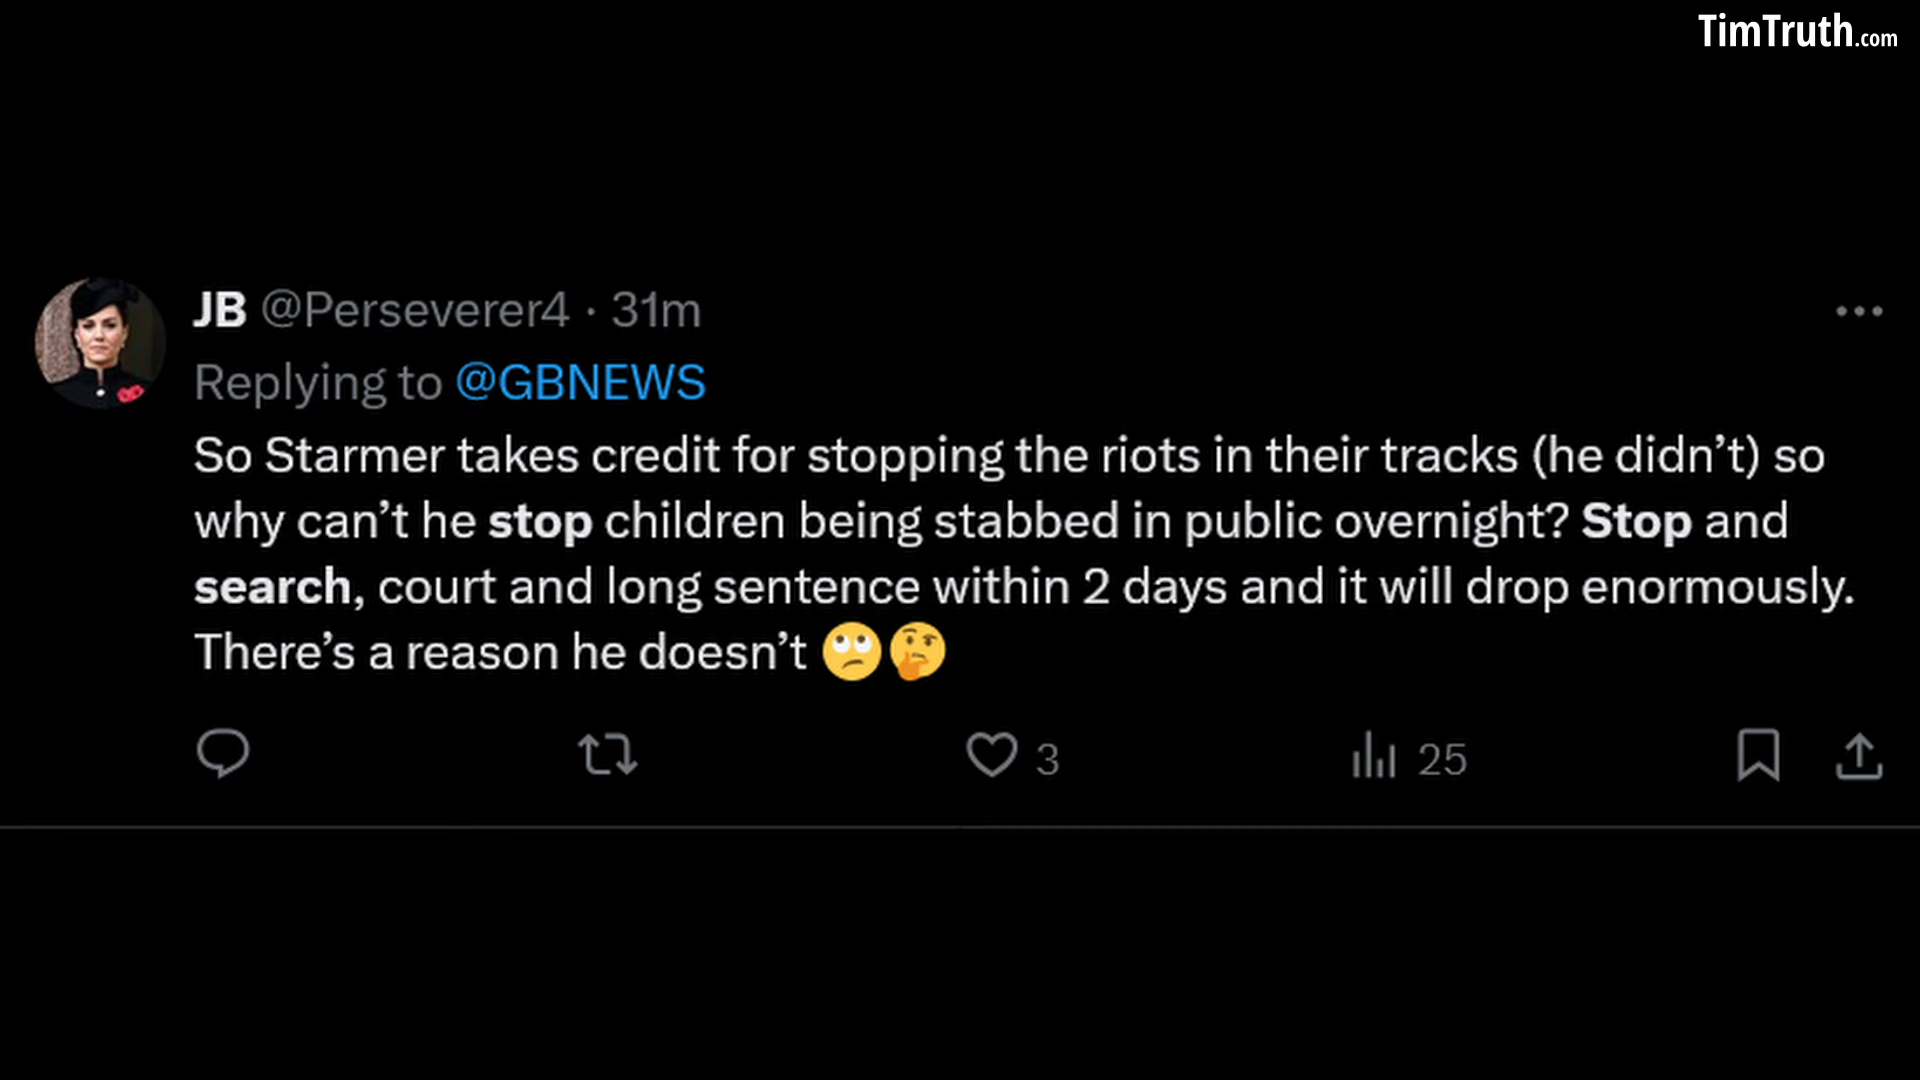 TimTruth.com
JB @Perseverer4 · 31m
Replying to @GBNEWS
So Starmer takes credit for stopping the riots in their tracks (he didn’t) so
why can’t he stop children being stabbed in public overnight? Stop and
search, court and long sentence within 2 days and it will drop enormously.
There’s a reason he doesn’t 🙄🤔
3 25